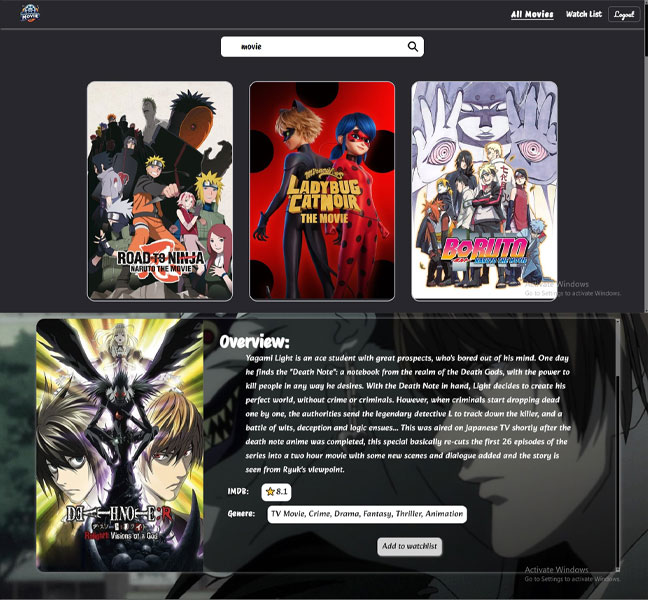 MOVIE
All Movies
Watch List
Logout
movie
ROAD TO NINJA
NARUTO THE MOVIE
Miraculous
LADYBUG
CATNOIR
THE MOVIE
BORUTO
NARUTO THE MOVIE
Activate Windows
Go to Settings to activate Windows.
Overview:
Yagami Light is an ace student with great prospects, who's bored out of his mind. One day
he finds the "Death Note": a notebook from the realm of the Death Gods, with the power to
kill people in any way he desires. With the Death Note in hand, Light decides to create his
perfect world, without crime or criminals. However, when criminals start dropping dead
one by one, the authorities send the legendary detective L to track down the killer, and a
battle of wits, deception and logic ensues... This was aired on Japanese TV shortly after the
death note anime was completed, this special basically re-cuts the first 26 episodes of the
series into a two hour movie with some new scenes and dialogue added and the story is
seen from Ryuk's viewpoint.
DEATHNOTE R
Visions of a God
IMDB:
8.1
Genere:
TV Movie, Crime, Drama, Fantasy, Thriller, Animation
Add to watchlist
Activate Windows
Go to Settings to activate Windows.